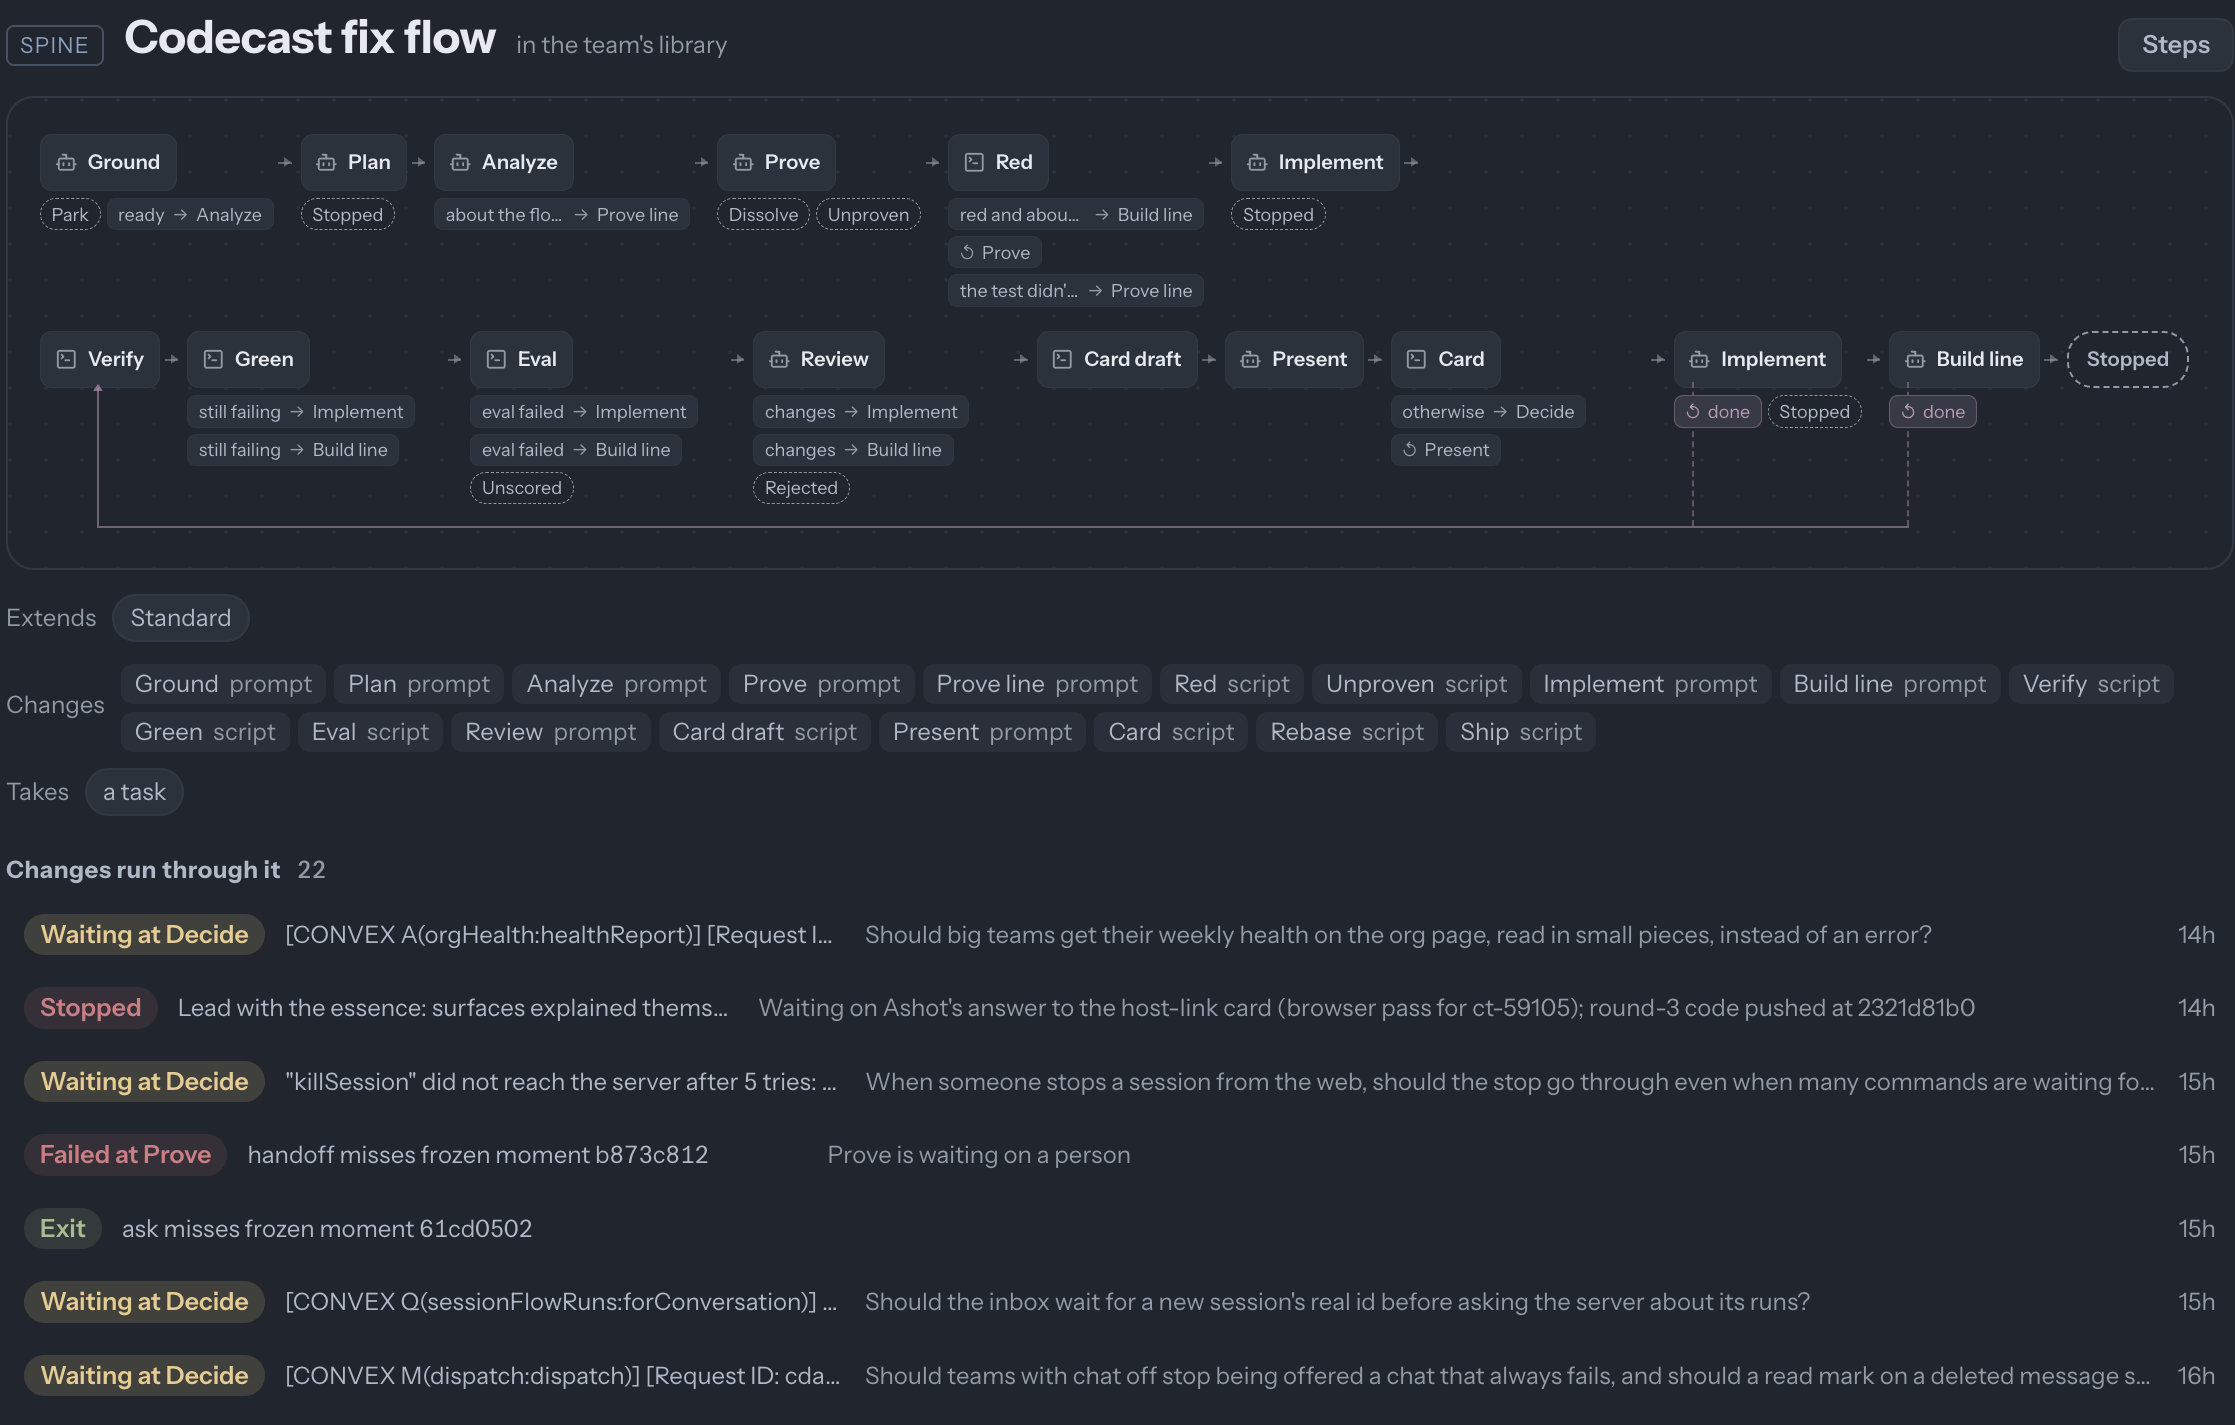 SPINE Codecast fix flow in the team's library Steps
Ground → Plan → Analyze → Prove → Red → Implement →
Park ready → Analyze Stopped about the flo... → Prove line Dissolve Unproven red and abou... → Build line Stopped
Prove
the test didn'... → Prove line
Verify → Green → Eval → Review → Card draft → Present → Card → Implement → Build line → Stopped
still failing → Implement eval failed → Implement changes → Implement otherwise → Decide done Stopped done
still failing → Build line eval failed → Build line changes → Build line Present
Unscored Rejected
Extends Standard
Changes
Ground prompt Plan prompt Analyze prompt Prove prompt Prove line prompt Red script Unproven script Implement prompt Build line prompt Verify script
Green script Eval script Review prompt Card draft script Present prompt Card script Rebase script Ship script
Takes a task
Changes run through it 22
Waiting at Decide [CONVEX A(orgHealth:healthReport)] [Request I... Should big teams get their weekly health on the org page, read in small pieces, instead of an error? 14h
Stopped Lead with the essence: surfaces explained thems... Waiting on Ashot's answer to the host-link card (browser pass for ct-59105); round-3 code pushed at 2321d81b0 14h
Waiting at Decide "killSession" did not reach the server after 5 tries: ... When someone stops a session from the web, should the stop go through even when many commands are waiting fo... 15h
Failed at Prove handoff misses frozen moment b873c812 Prove is waiting on a person 15h
Exit ask misses frozen moment 61cd0502 15h
Waiting at Decide [CONVEX Q(sessionFlowRuns:forConversation)] ... Should the inbox wait for a new session's real id before asking the server about its runs? 15h
Waiting at Decide [CONVEX M(dispatch:dispatch)] [Request ID: cda... Should teams with chat off stop being offered a chat that always fails, and should a read mark on a deleted message s... 16h